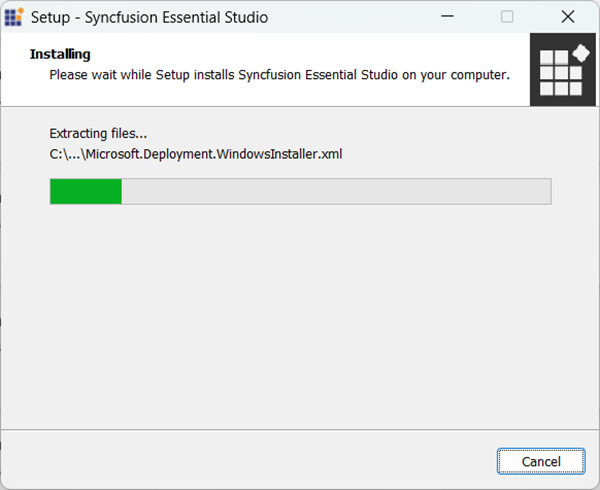 Setup - Syncfusion Essential Studio
Installing
Please wait while Setup installs Syncfusion Essential Studio on your computer.
Extracting files...
C:\...\Microsoft.Deployment.WindowsInstaller.xml
Cancel